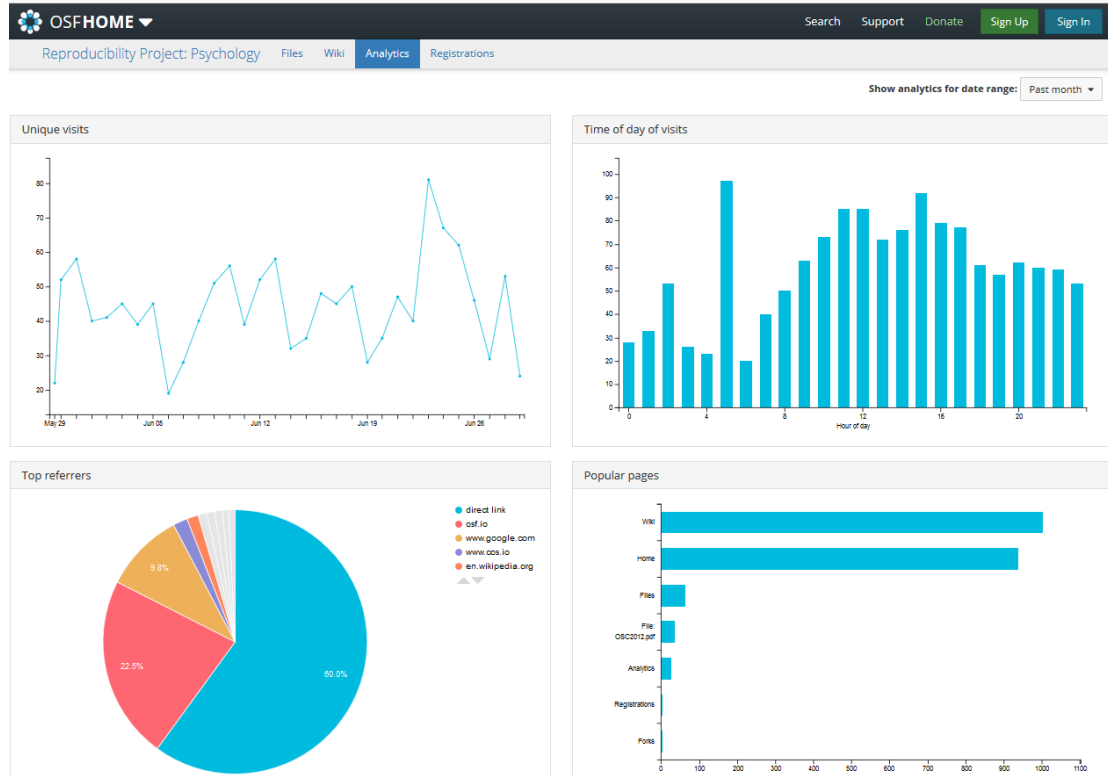 OSFHOME
Search Support Donate Sign Up Sign In
Reproducibility Project: Psychology Files Wiki Analytics Registrations
Show analytics for date range: Past month
Unique visits
80
70
60
50
40
30
20
May 29 Jun 05 Jun 12 Jun 19 Jun 26
Time of day of visits
100
90
80
70
60
50
40
30
20
10
0
0 4 8 12 16 20
Hour of day
Top referrers
direct link
osf.io
www.google.com
www.cos.io
en.wikipedia.org
9.8%
22.5%
60.0%
Popular pages
Wiki
Home
Files
File:
OSC2012.pdf
Analytics
Registrations
Forks
0 100 200 300 400 500 600 700 800 900 1000 1100